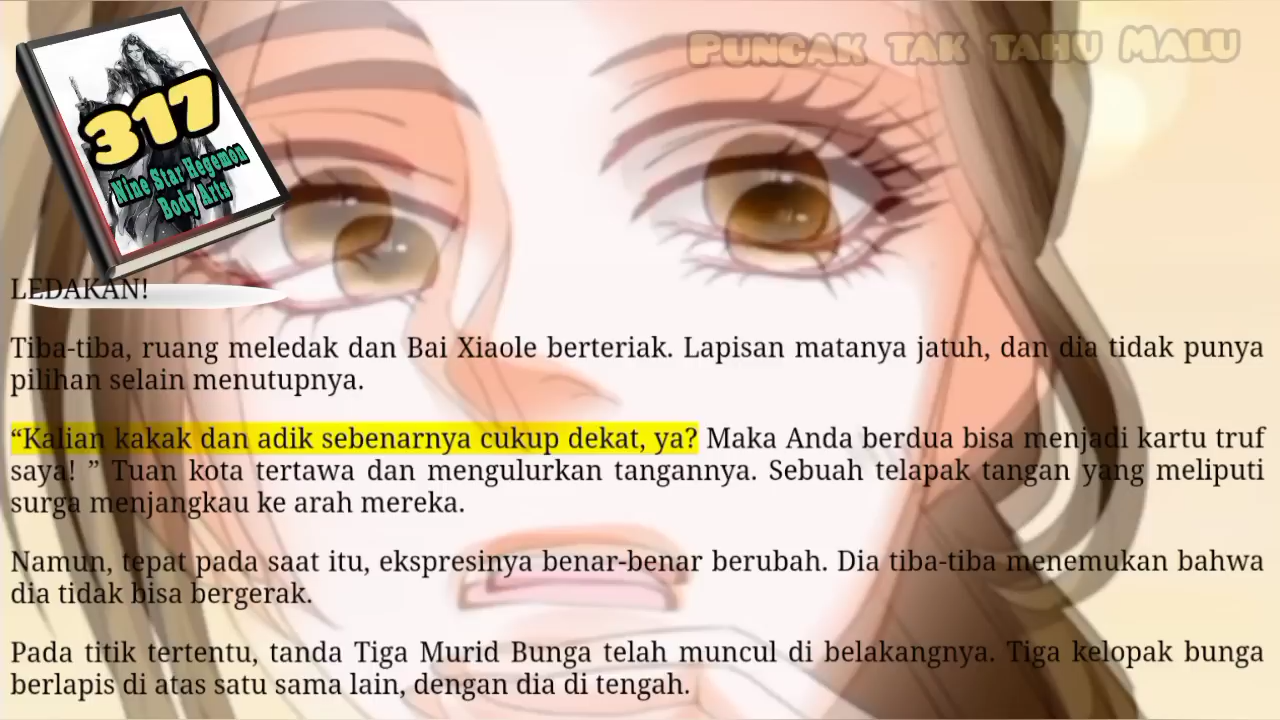 Puncak tak tahu Malu
317
Nine Star Hegemon
Body Arts
LEDAKAN!
Tiba-tiba, ruang meledak dan Bai Xiaole berteriak. Lapisan matanya jatuh, dan dia tidak punya
pilihan selain menutupnya.
“Kalian kakak dan adik sebenarnya cukup dekat, ya? Maka Anda berdua bisa menjadi kartu truf
saya! ” Tuan kota tertawa dan mengulurkan tangannya. Sebuah telapak tangan yang meliputi
surga menjangkau ke arah mereka.
Namun, tepat pada saat itu, ekspresinya benar-benar berubah. Dia tiba-tiba menemukan bahwa
dia tidak bisa bergerak.
Pada titik tertentu, tanda Tiga Murid Bunga telah muncul di belakangnya. Tiga kelopak bunga
berlapis di atas satu sama lain, dengan dia di tengah.